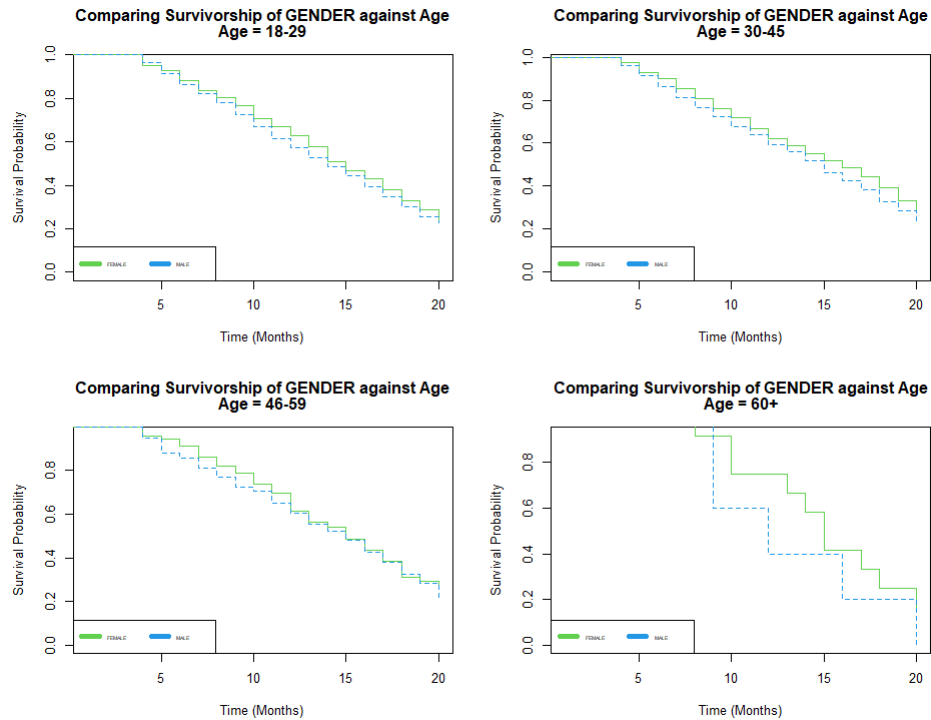 Comparing Survivorship of GENDER against Age
Age = 18-29
Survival Probability
0.0 0.2 0.4 0.6 0.8 1.0
FEMALE MALE
5 10 15 20
Time (Months)
Comparing Survivorship of GENDER against Age
Age = 30-45
Survival Probability
0.0 0.2 0.4 0.6 0.8 1.0
FEMALE MALE
5 10 15 20
Time (Months)
Comparing Survivorship of GENDER against Age
Age = 46-59
Survival Probability
0.0 0.2 0.4 0.6 0.8
FEMALE MALE
5 10 15 20
Time (Months)
Comparing Survivorship of GENDER against Age
Age = 60+
Survival Probability
0.0 0.2 0.4 0.6 0.8
FEMALE MALE
5 10 15 20
Time (Months)